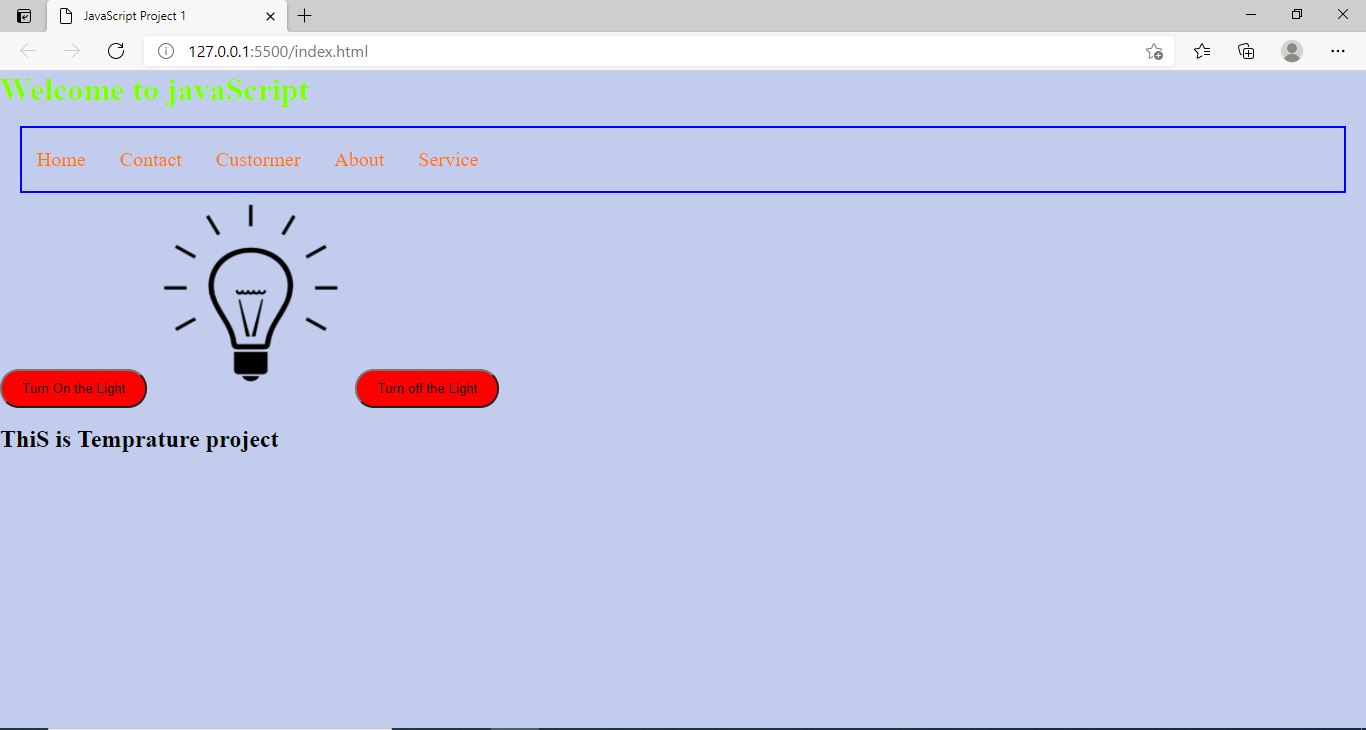 JavaScript Project 1
127.0.0.1:5500/index.html
Welcome to javaScript
Home Contact Custormer About Service
Turn On the Light Turn off the Light
ThiS is Temprature project